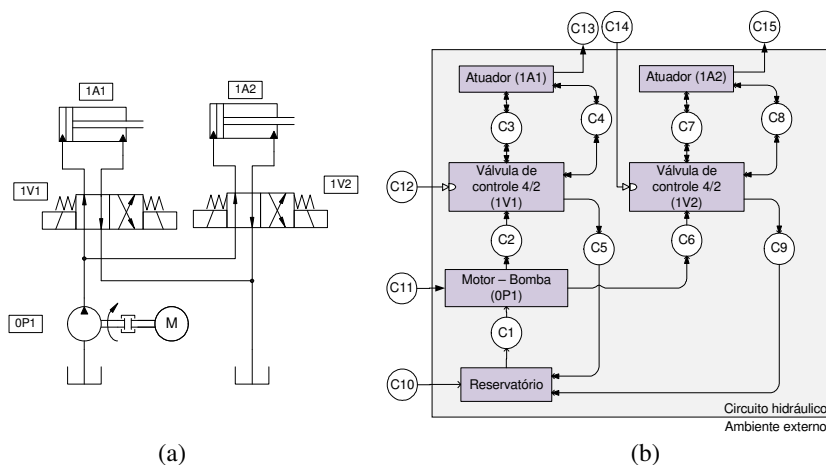 1A1
1A2
1V1
1V2
0P1
M
(a)
C13
C14
C15
Atuador (1A1)
Atuador (1A2)
C3
C4
C7
C8
C12
Válvula de
controle 4/2
(1V1)
Válvula de
controle 4/2
(1V2)
C2
C5
C6
C9
C11
Motor – Bomba
(0P1)
C1
C10
Reservatório
Circuito hidráulico
Ambiente externo
(b)